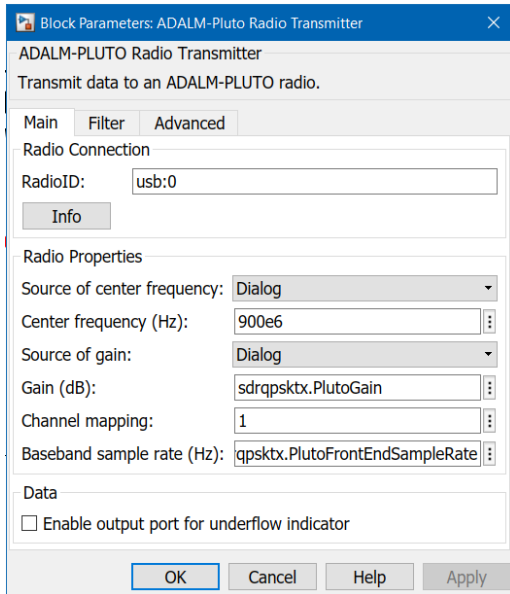 Block Parameters: ADALM-Pluto Radio Transmitter
ADALM-PLUTO Radio Transmitter
Transmit data to an ADALM-PLUTO radio.
Main Filter Advanced
Radio Connection
RadioID: usb:0
Info
Radio Properties
Source of center frequency: Dialog
Center frequency (Hz): 900e6
Source of gain: Dialog
Gain (dB): sdrqpsktx.PlutoGain
Channel mapping: 1
Baseband sample rate (Hz): qpsktx.PlutoFrontEndSampleRate
Data
Enable output port for underflow indicator
OK Cancel Help Apply